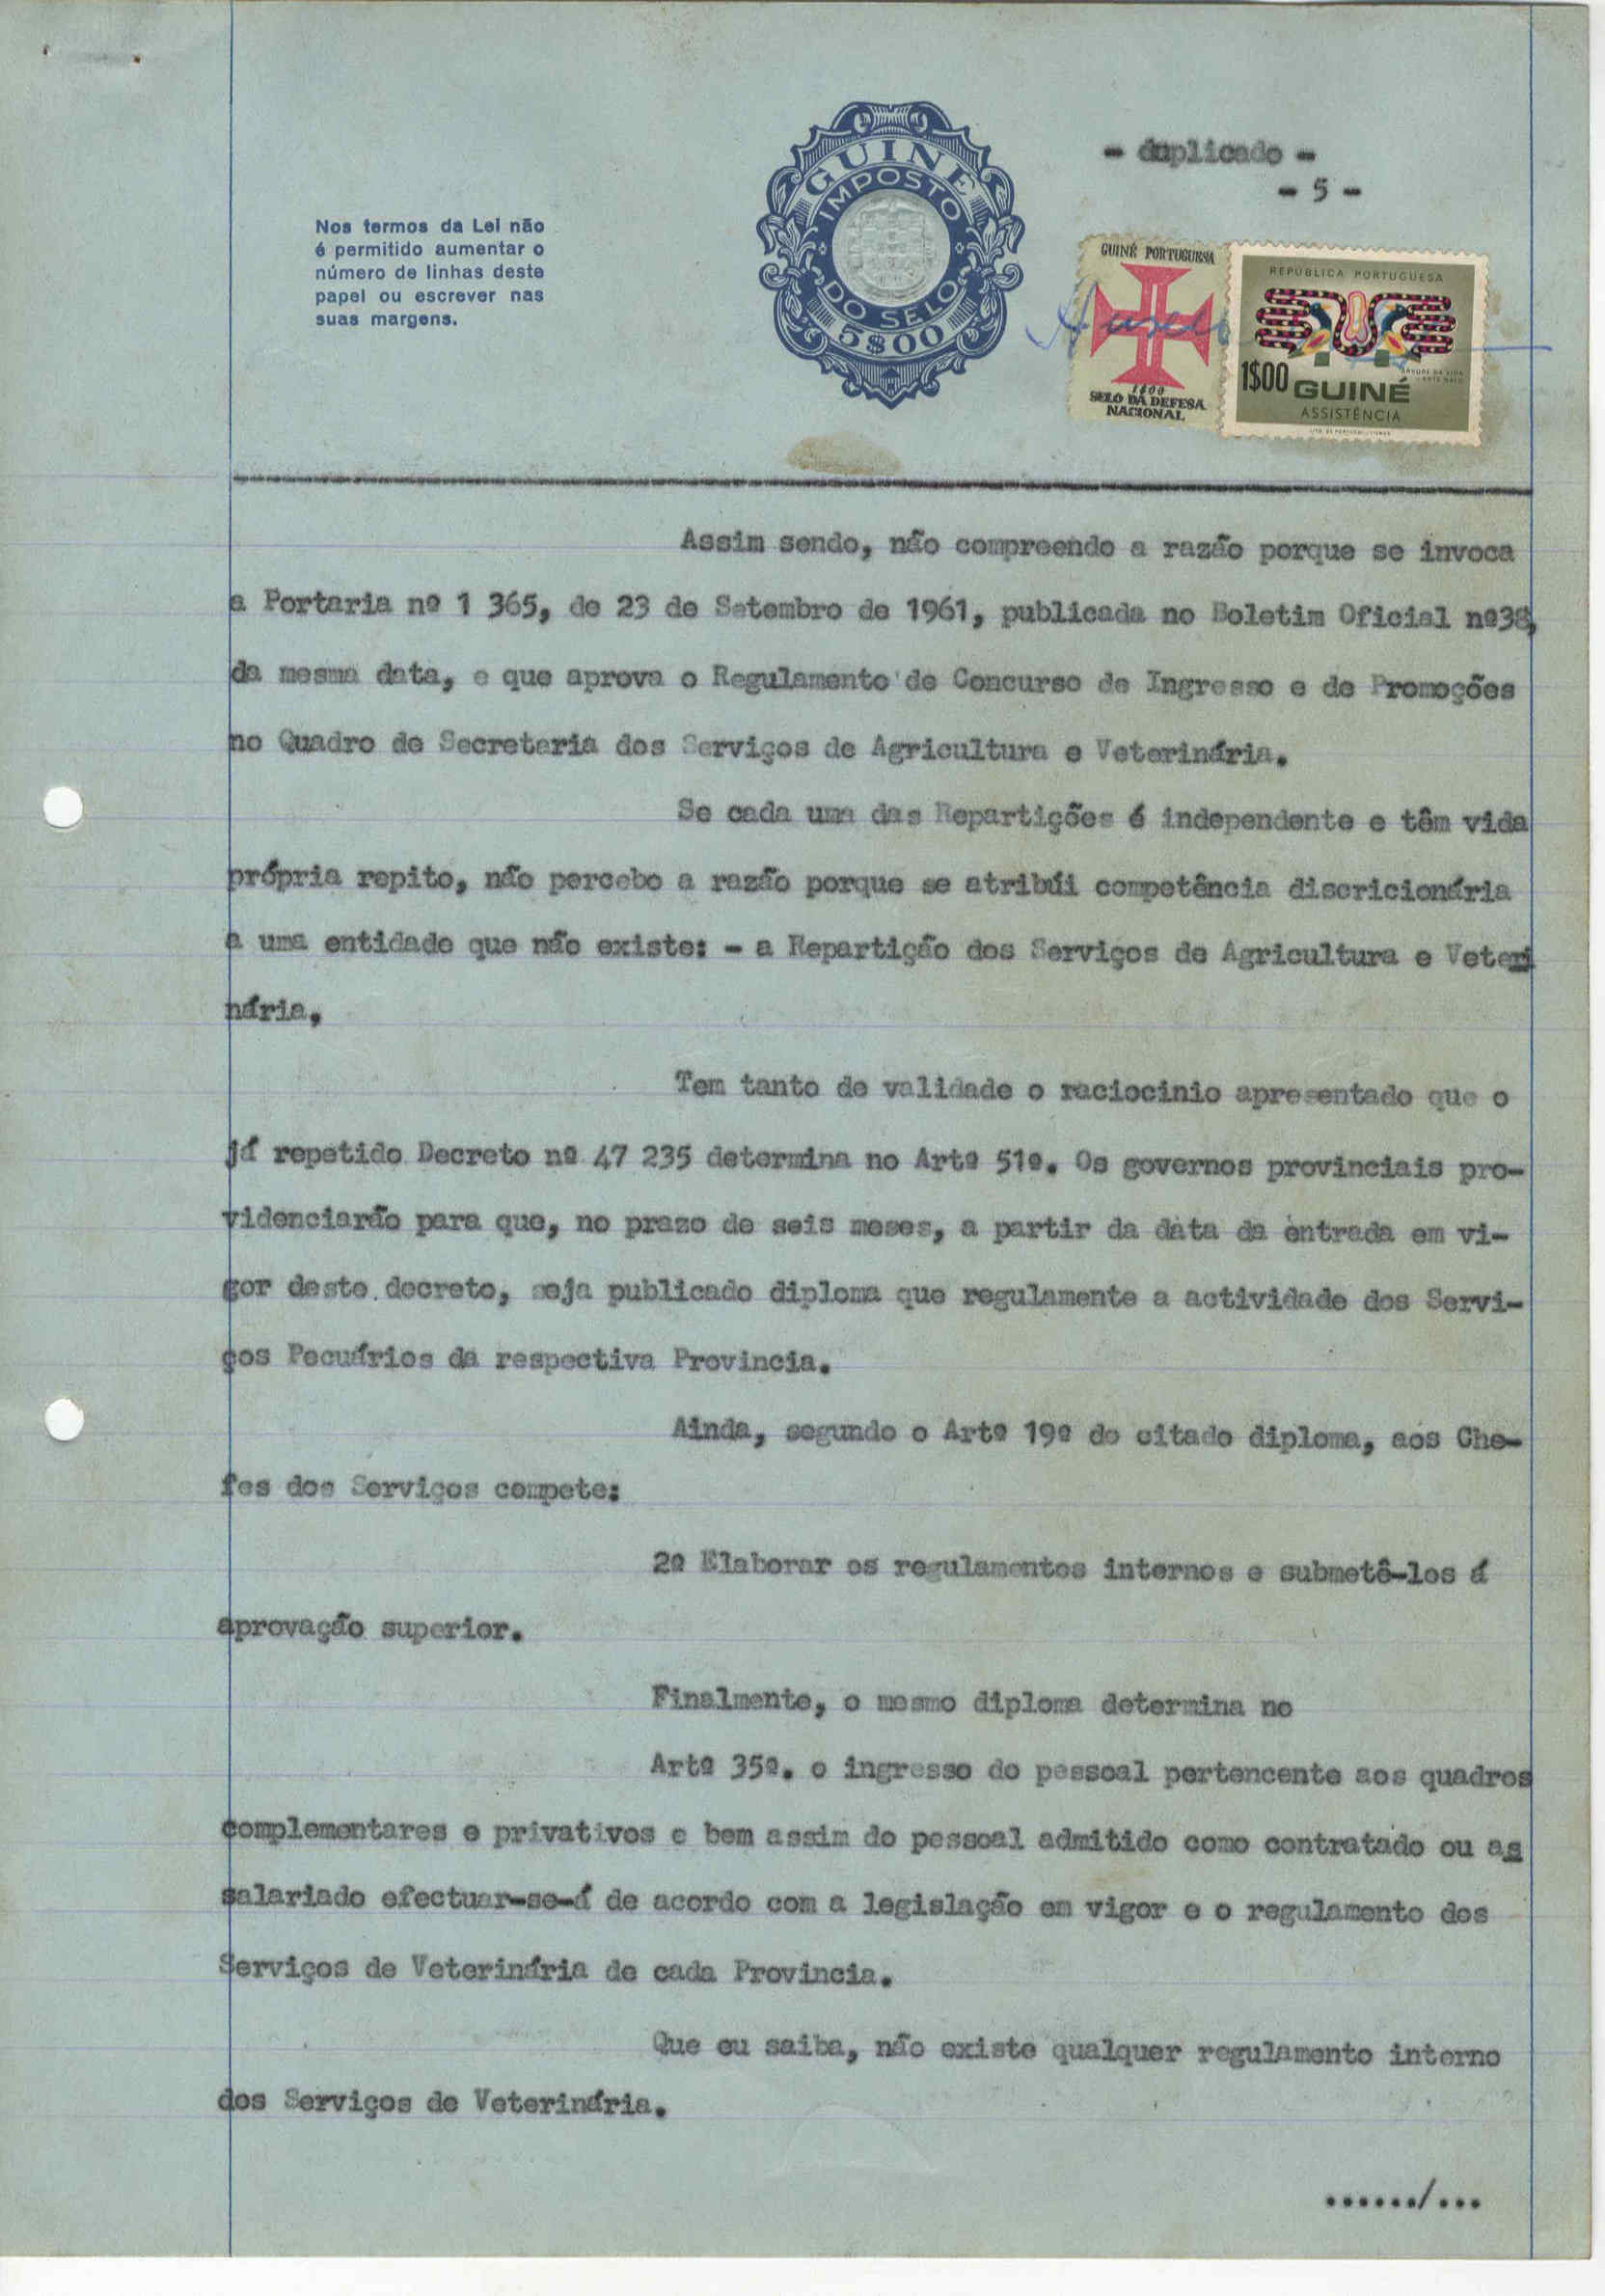 - duplicado -
- 5 -
Nos termos da Lei não
é permitido aumentar o
número de linhas deste
papel ou escrever nas
suas margens.
GUINÉ
IMPOSTO
DO SELO
5$00
GUINÉ PORTUGUESA
1$00
SELO DA DEFESA
NACIONAL
REPÚBLICA PORTUGUESA
ÁRVORE DA VIDA
1$00 GUINÉ
ASSISTÊNCIA
Assim sendo, não compreendo a razão porque se invoca
a Portaria nº 1 365, de 23 de Setembro de 1961, publicada no Boletim Oficial nº38,
da mesma data, e que aprova o Regulamento de Concurso de Ingresso e de Promoções
no Quadro de Secretaria dos Serviços de Agricultura e Veterinária.
Se cada uma das Repartições é independente e têm vida
própria repito, não percebo a razão porque se atribúi competência discricionária
a uma entidade que não existe: - a Repartição dos Serviços de Agricultura e Veteri
nária.
Tem tanto de validade o raciocinio apresentado que o
já repetido Decreto nº 47 235 determina no Artº 51º. Os governos provinciais pro-
videnciarão para que, no prazo de seis meses, a partir da data da entrada em vi-
gor deste decreto, seja publicado diploma que regulamente a actividade dos Servi-
ços Pecuários da respectiva Provincia.
Ainda, segundo o Artº 19º do citado diploma, aos Che-
fes dos Serviços compete:
2º Elaborar os regulamentos internos e submetê-los á
aprovação superior.
Finalmente, o mesmo diploma determina no
Artº 35º. o ingresso do pessoal pertencente aos quadros
complementares e privativos e bem assim do pessoal admitido como contratado ou as
salariado efectuar-se-á de acordo com a legislação em vigor e o regulamento dos
Serviços de Veterinária de cada Provincia.
Que eu saiba, não existe qualquer regulamento interno
dos Serviços de Veterinária.
....../...